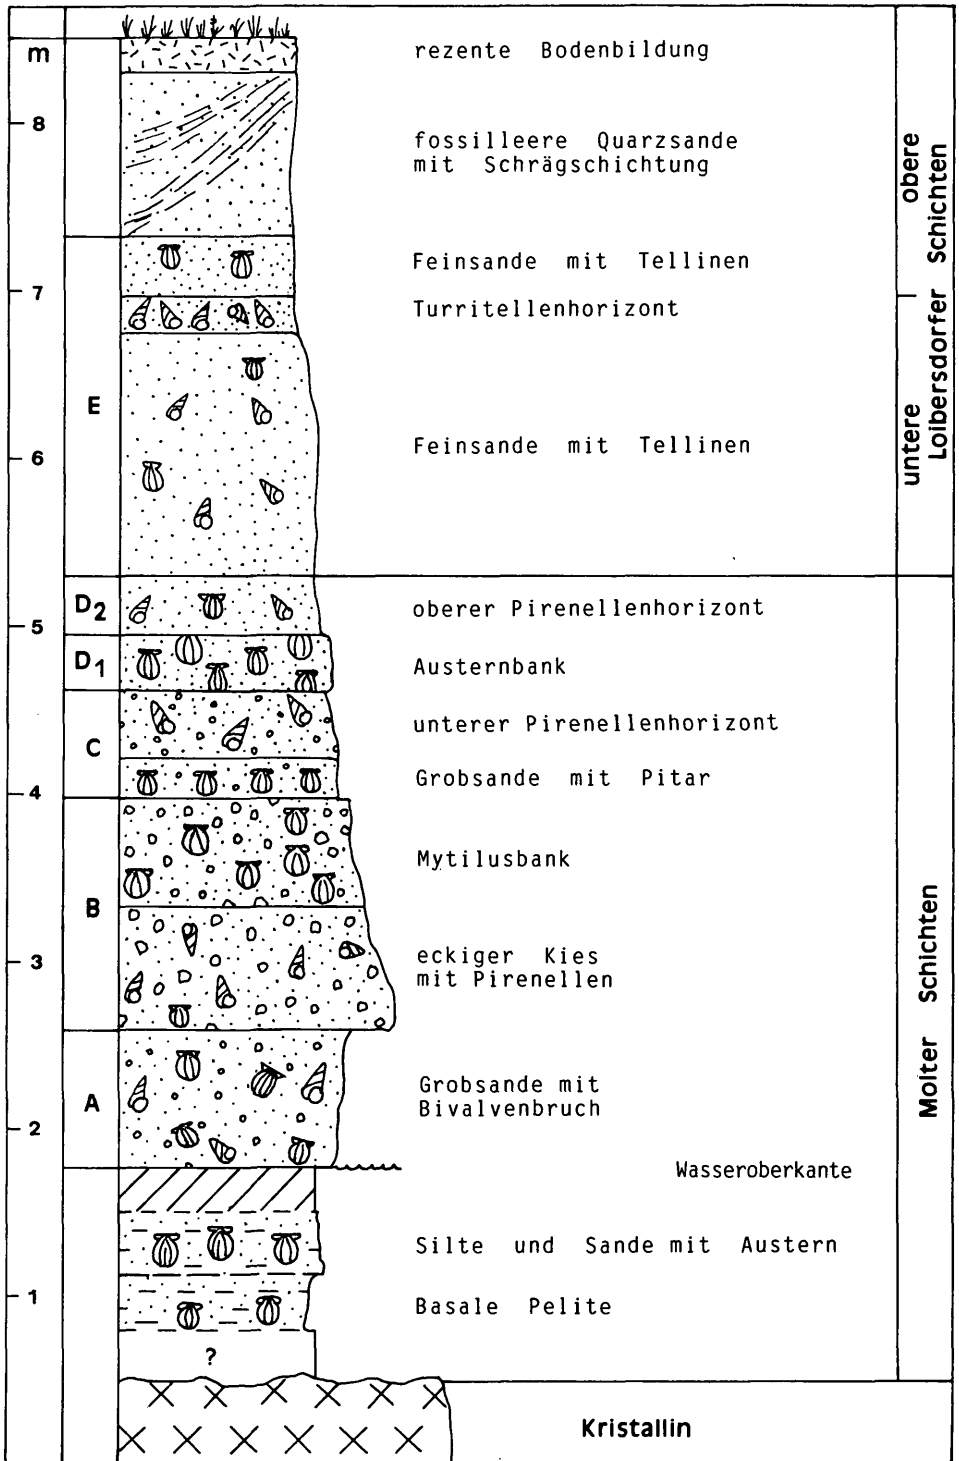 m
rezente Bodenbildung
8
fossilleere Quarzsande
mit Schrägschichtung
obere
Schichten
Feinsande mit Tellinen
7
Turritellenhorizont
E
untere
Loibersdorfer
6
Feinsande mit Tellinen
D2
oberer Pirenellenhorizont
5
D1
Austernbank
C
unterer Pirenellenhorizont
Grobsande mit Pitar
4
Mytilusbank
B
3
eckiger Kies
mit Pirenellen
Molter Schichten
A
Grobsande mit
Bivalvenbruch
2
Wasseroberkante
Silte und Sande mit Austern
1
Basale Pelite
?
Kristallin